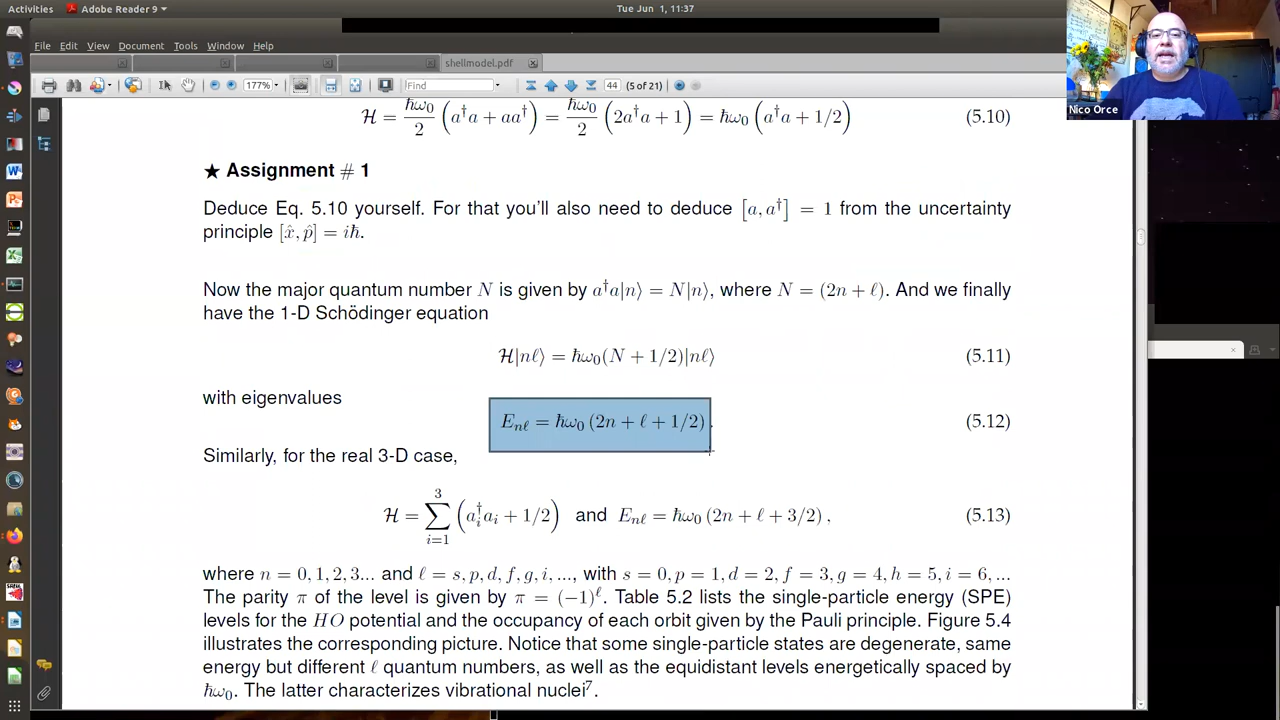 Activities Adobe Reader 9 Tue Jun 1, 11:37
File Edit View Document Tools Window Help
shellmodel.pdf
177% Find 44 (5 of 21)
Nico Orce
ℋ = ħω₀/2 (a†a + aa†) = ħω₀/2 (2a†a + 1) = ħω₀ (a†a + 1/2) (5.10)
★ Assignment # 1
Deduce Eq. 5.10 yourself. For that you'll also need to deduce [a, a†] = 1 from the uncertainty
principle [x̂, p̂] = iħ.
Now the major quantum number N is given by a†a|n⟩ = N|n⟩, where N = (2n + ℓ). And we finally
have the 1-D Schödinger equation
ℋ|nℓ⟩ = ħω₀(N + 1/2)|nℓ⟩ (5.11)
with eigenvalues
Eₙℓ = ħω₀ (2n + ℓ + 1/2). (5.12)
Similarly, for the real 3-D case,
ℋ = ∑³ᵢ₌₁ (aᵢ†aᵢ + 1/2) and Eₙℓ = ħω₀ (2n + ℓ + 3/2), (5.13)
where n = 0, 1, 2, 3... and ℓ = s, p, d, f, g, i, ..., with s = 0, p = 1, d = 2, f = 3, g = 4, h = 5, i = 6, ...
The parity π of the level is given by π = (−1)^ℓ. Table 5.2 lists the single-particle energy (SPE)
levels for the HO potential and the occupancy of each orbit given by the Pauli principle. Figure 5.4
illustrates the corresponding picture. Notice that some single-particle states are degenerate, same
energy but different ℓ quantum numbers, as well as the equidistant levels energetically spaced by
ħω₀. The latter characterizes vibrational nuclei⁷.